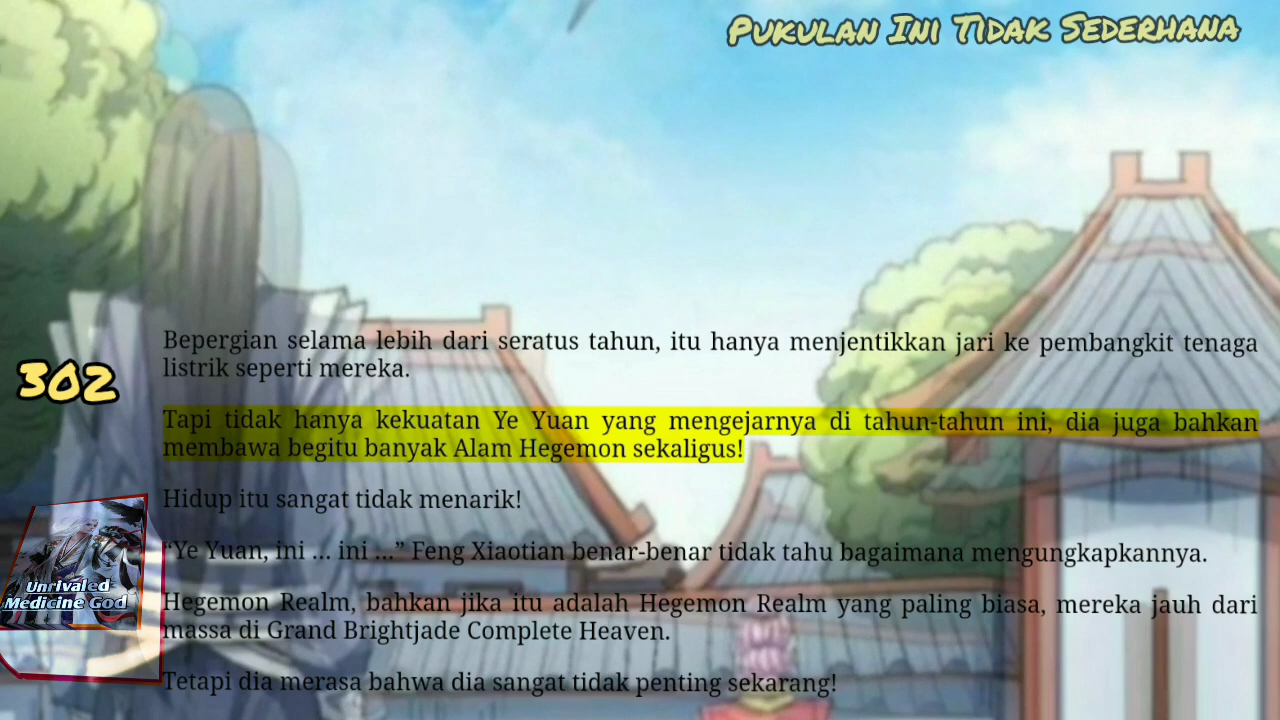 Pukulan Ini Tidak Sederhana
Bepergian selama lebih dari seratus tahun, itu hanya menjentikkan jari ke pembangkit tenaga
listrik seperti mereka.
302
Tapi tidak hanya kekuatan Ye Yuan yang mengejarnya di tahun-tahun ini, dia juga bahkan
membawa begitu banyak Alam Hegemon sekaligus!
Hidup itu sangat tidak menarik!
“Ye Yuan, ini ... ini ...” Feng Xiaotian benar-benar tidak tahu bagaimana mengungkapkannya.
Unrivaled
Medicine God
Hegemon Realm, bahkan jika itu adalah Hegemon Realm yang paling biasa, mereka jauh dari
massa di Grand Brightjade Complete Heaven.
Tetapi dia merasa bahwa dia sangat tidak penting sekarang!